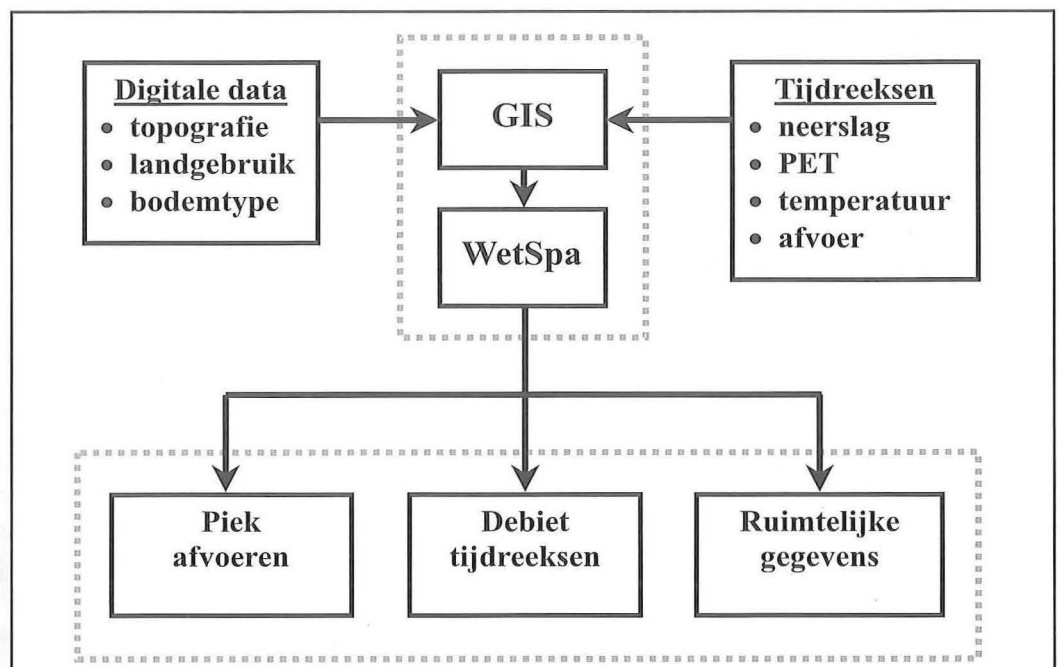 Digitale data
• topografie
• landgebruik
• bodemtype
GIS
WetSpa
Tijdreeksen
• neerslag
• PET
• temperatuur
• afvoer
Piek
afvoeren
Debiet
tijdreeksen
Ruimtelijke
gegevens